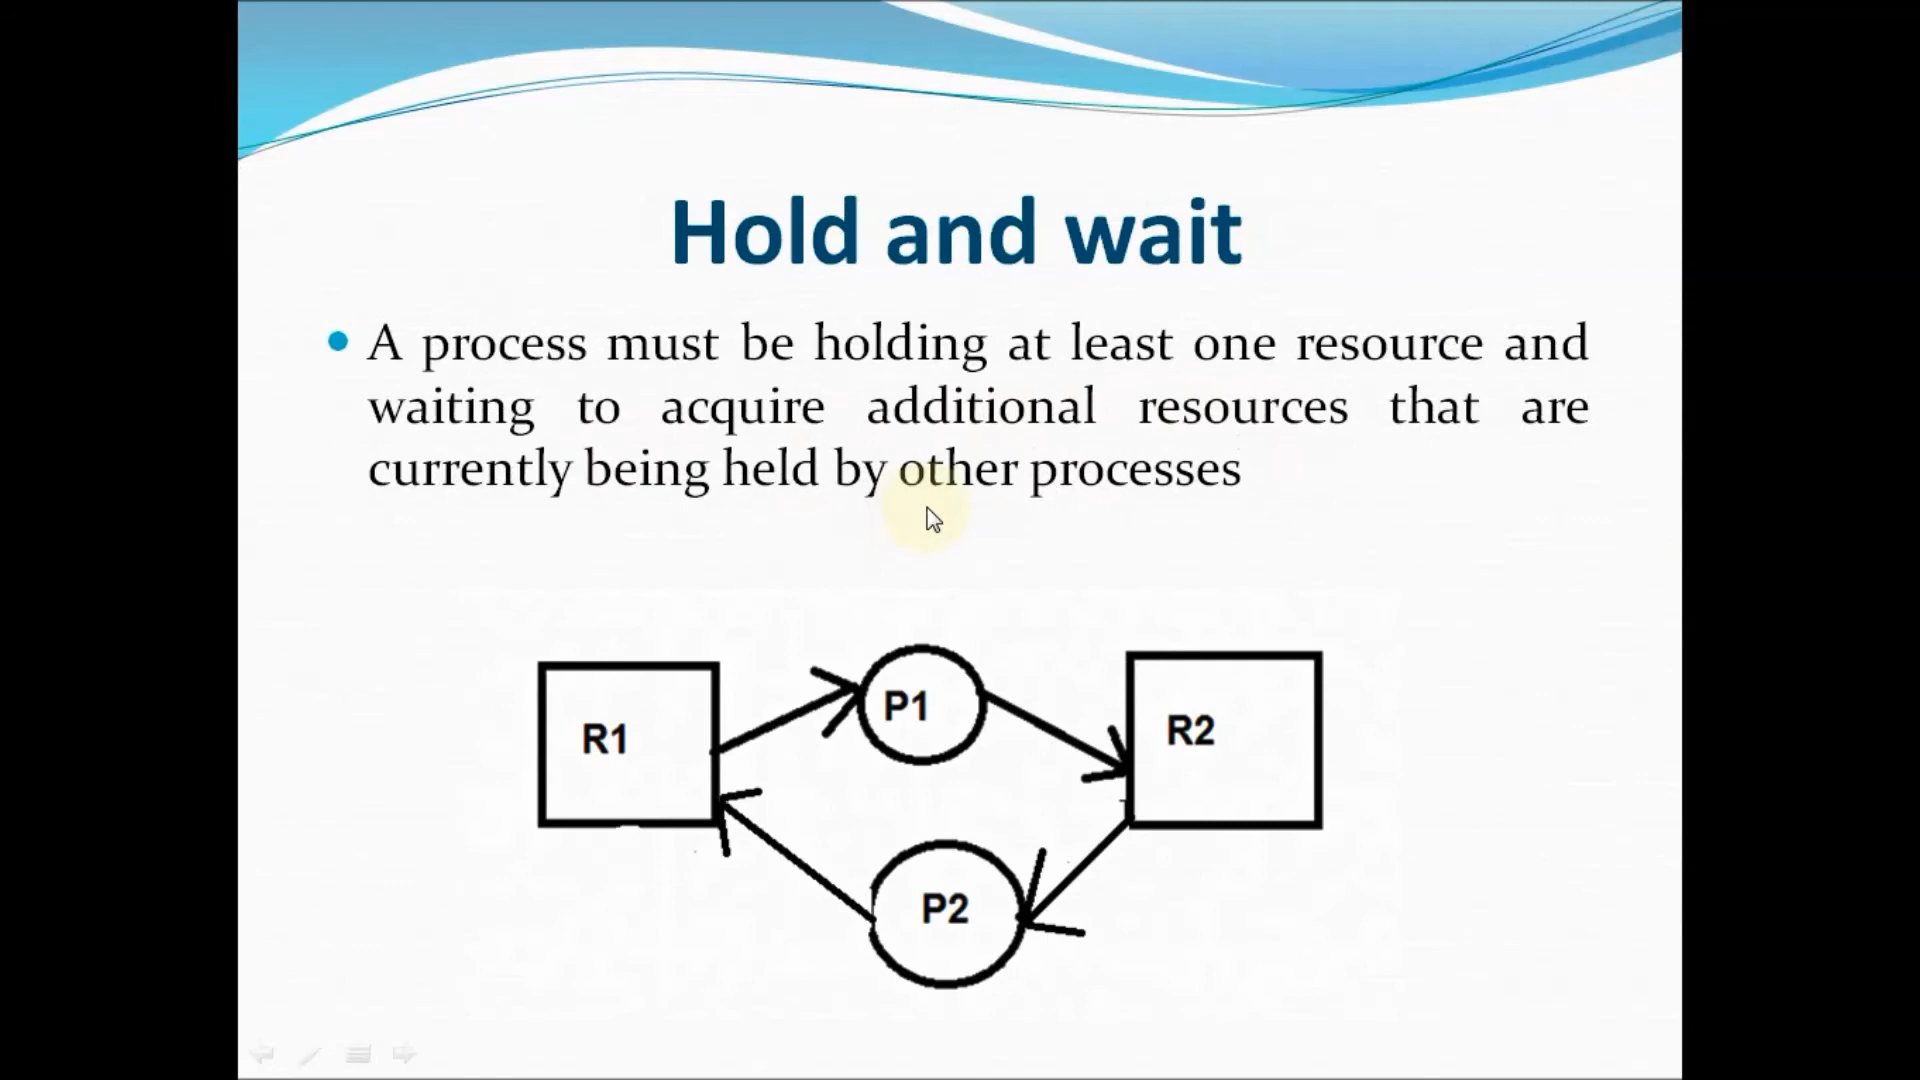 Hold and wait
A process must be holding at least one resource and
waiting to acquire additional resources that are
currently being held by other processes
R1
P1
R2
P2